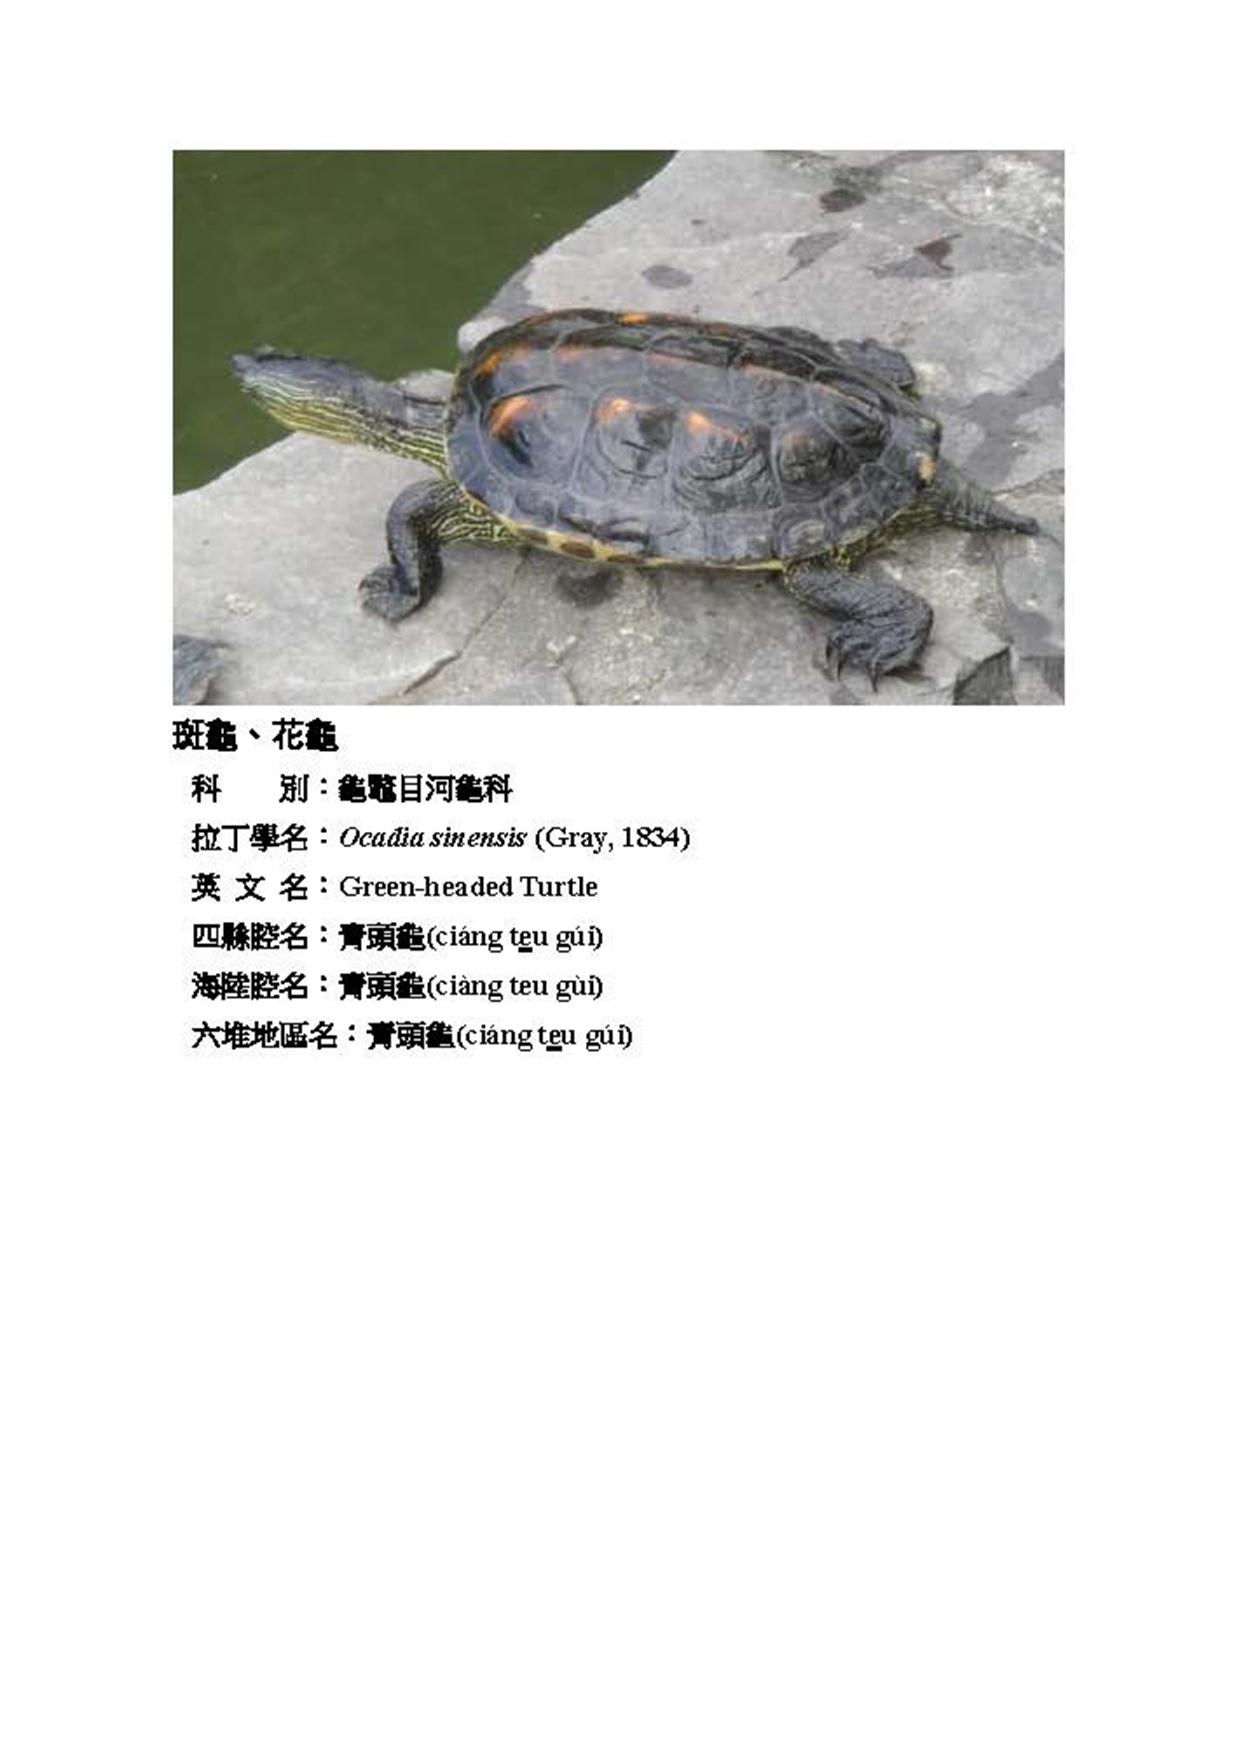 斑龜、花龜
科　　別：龜鱉目河龜科
拉丁學名：Ocadia sinensis (Gray, 1834)
英 文 名：Green-headed Turtle
四縣腔名：青頭龜(ciáng teu gúi)
海陸腔名：青頭龜(ciàng teu gùi)
六堆地區名：青頭龜(ciáng teu gúi)